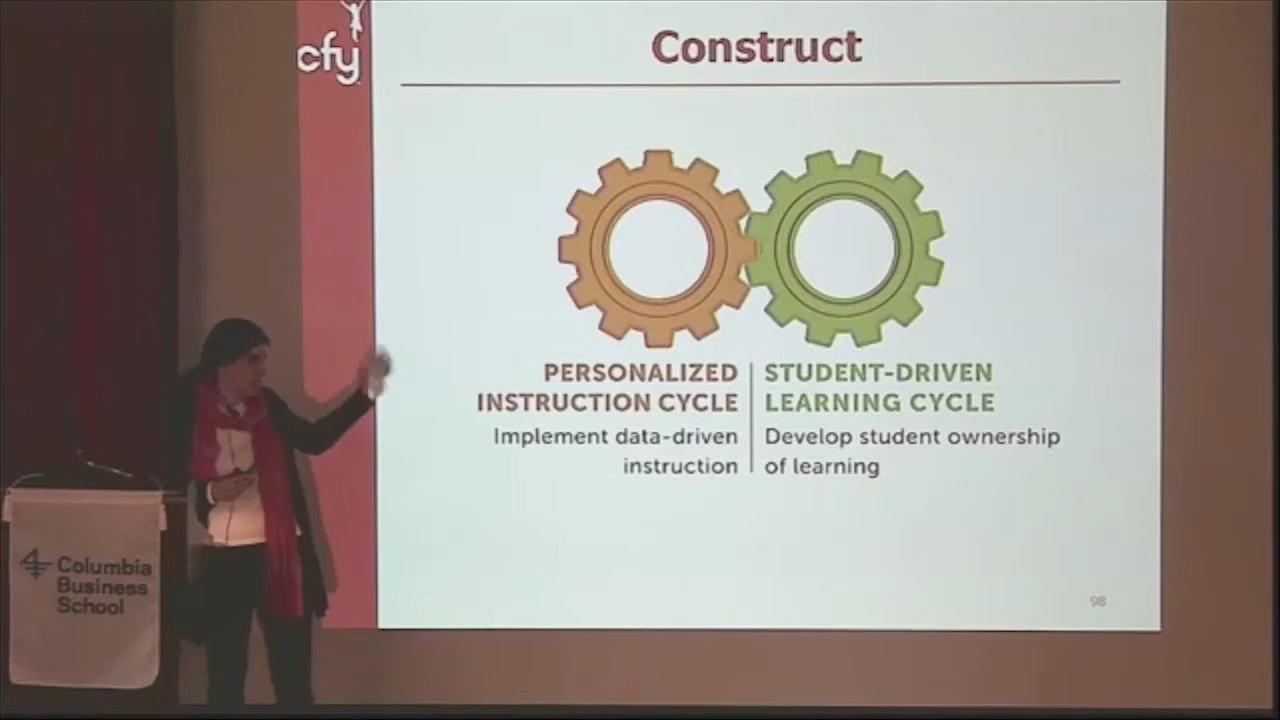 cfy
Construct
PERSONALIZED
INSTRUCTION CYCLE
Implement data-driven
instruction
STUDENT-DRIVEN
LEARNING CYCLE
Develop student ownership
of learning
98
Columbia
Business
School